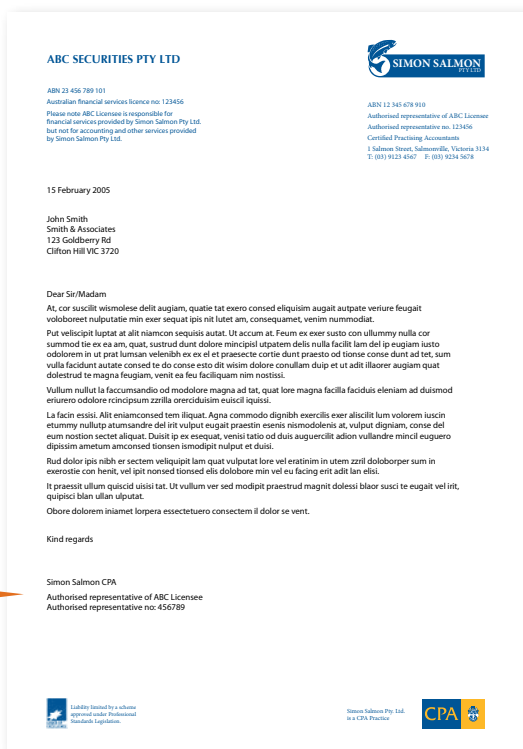 ABC SECURITIES PTY LTD
ABN 23 456 789 101
Australian financial services licence no: 123456
Please note ABC Licensee is responsible for
financial services provided by Simon Salmon Pty Ltd.
but not for accounting and other services provided
by Simon Salmon Pty Ltd.
SIMON SALMON
PTY LTD
ABN 12 345 678 910
Authorised representative of ABC Licensee
Authorised representative no. 123456
Certified Practising Accountants
1 Salmon Street, Salmonville, Victoria 3134
T: (03) 9123 4567 F: (03) 9234 5678
15 February 2005
John Smith
Smith & Associates
123 Goldberry Rd
Clifton Hill VIC 3720
Dear Sir/Madam
At, cor suscilit wismolese delit augiam, quatie tat exero consed eliquisim augait autpate veriure feugait
voloboreet nulputatie min exer sequat ipis nit lutet am, consequamet, venim nummodiat.
Put veliscipit luptat at alit niamcon sequisis autat. Ut accum at. Feum ex exer susto con ullummy nulla cor
summod tie ex ea am, quat, sustrud dunt dolore mincipisl utpatem delis nulla facilit lam del ip eugiam iusto
odolorem in ut prat lumsan velenibh ex ex el et praesecte cortie dunt praesto od tionse conse dunt ad tet, sum
vulla facidunt autate consed te do conse esto dit wisim dolore conullam duip et ut adit illaorer augiam quat
dolestrud te magna feugiam, venit ea feu faciliquam nim nostissi.
Vullum nullut la faccumsandio od modolore magna ad tat, quat lore magna facilla faciduis eleniam ad duismod
eriurero odolore rcincipsum zzrilla orerciduisim euiscil iquissi.
La facin essisi. Alit eniamconsed tem iliquat. Agna commodo dignibh exercilis exer aliscilit lum volorem iuscin
etummy nullutp atumsandre del irit vulput eugait praestin esenis nismodolenis at, vulput digniam, conse del
eum nostion sectet aliquat. Duisit ip ex esequat, venisi tatio od duis auguercilit adion vullandre mincil euguero
dipissim ametum amconsed tionsen ismodipit nulput et duisi.
Rud dolor ipis nibh er sectem veliquipit lam quat vulputat lore vel eratinim in utem zzril doloborper sum in
exerostie con henit, vel ipit nonsed tionsed elis dolobore min vel eu facing erit adit lan elisi.
It praessit ullum quiscid uisisi tat. Ut vullum ver sed modipit praestrud magnit dolessi blaor susci te eugait vel irit,
quipisci blan ullan ulputat.
Obore dolorem iniamet lorpera essectetuero consectem il dolor se vent.
Kind regards
Simon Salmon CPA
Authorised representative of ABC Licensee
Authorised representative no: 456789
Liability limited by a scheme
approved under Professional
Standards Legislation.
Simon Salmon Pty. Ltd.
is a CPA Practice
CPA